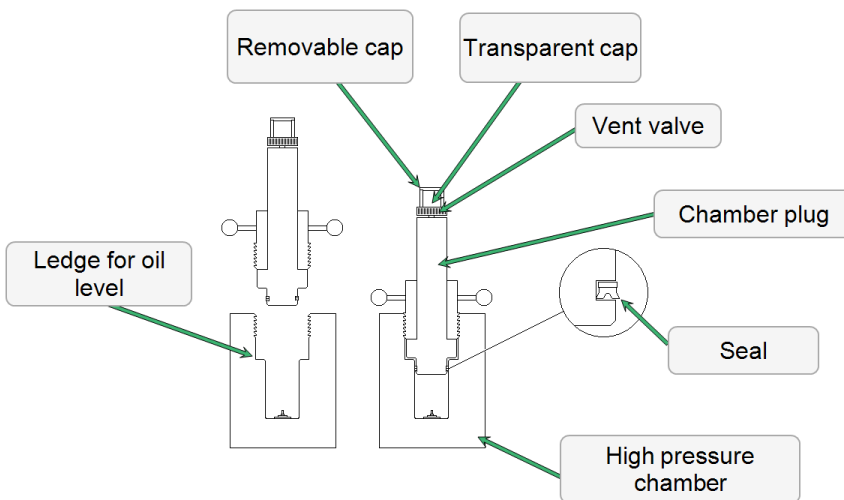 Removable cap
Transparent cap
Vent valve
Chamber plug
Ledge for oil
level
Seal
High pressure
chamber